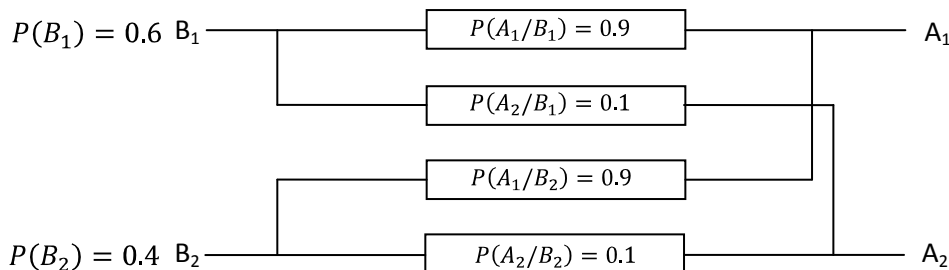 P(B₁) = 0.6 B₁ P(A₁/B₁) = 0.9 A₁
P(A₂/B₁) = 0.1
P(A₁/B₂) = 0.9
P(B₂) = 0.4 B₂ P(A₂/B₂) = 0.1 A₂